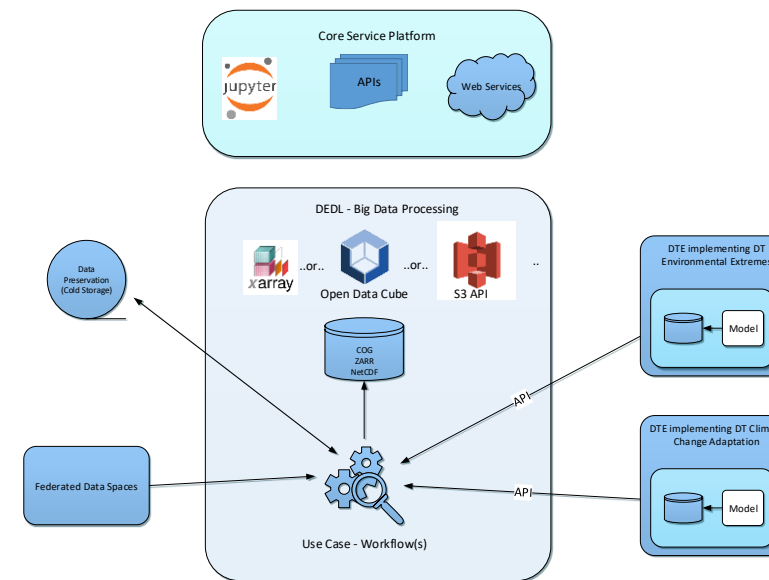 Core Service Platform
jupyter
APIs
Web Services
DEDL - Big Data Processing
xarray
..or..
Open Data Cube
..or..
S3 API
..
Data
Preservation
(Cold Storage)
COG
ZARR
NetCDF
DTE implementing DT
Environmental Extremes
Model
API
DTE implementing DT Clim
Change Adaptation
Model
API
Federated Data Spaces
Use Case - Workflow(s)